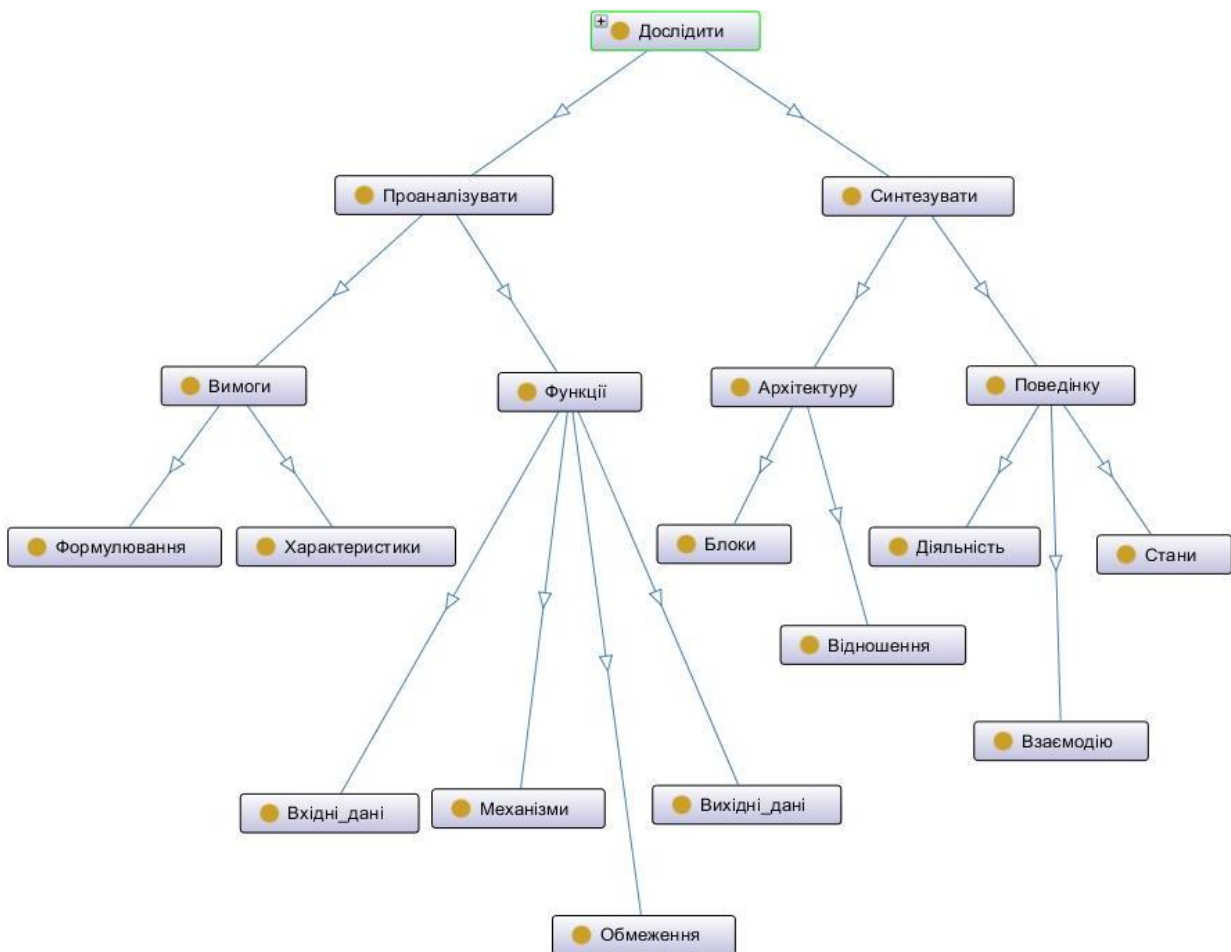 Дослідити
Проаналізувати
Синтезувати
Вимоги
Функції
Архітектуру
Поведінку
Формулювання
Характеристики
Блоки
Діяльність
Стани
Відношення
Взаємодію
Вхідні_дані
Механізми
Вихідні_дані
Обмеження